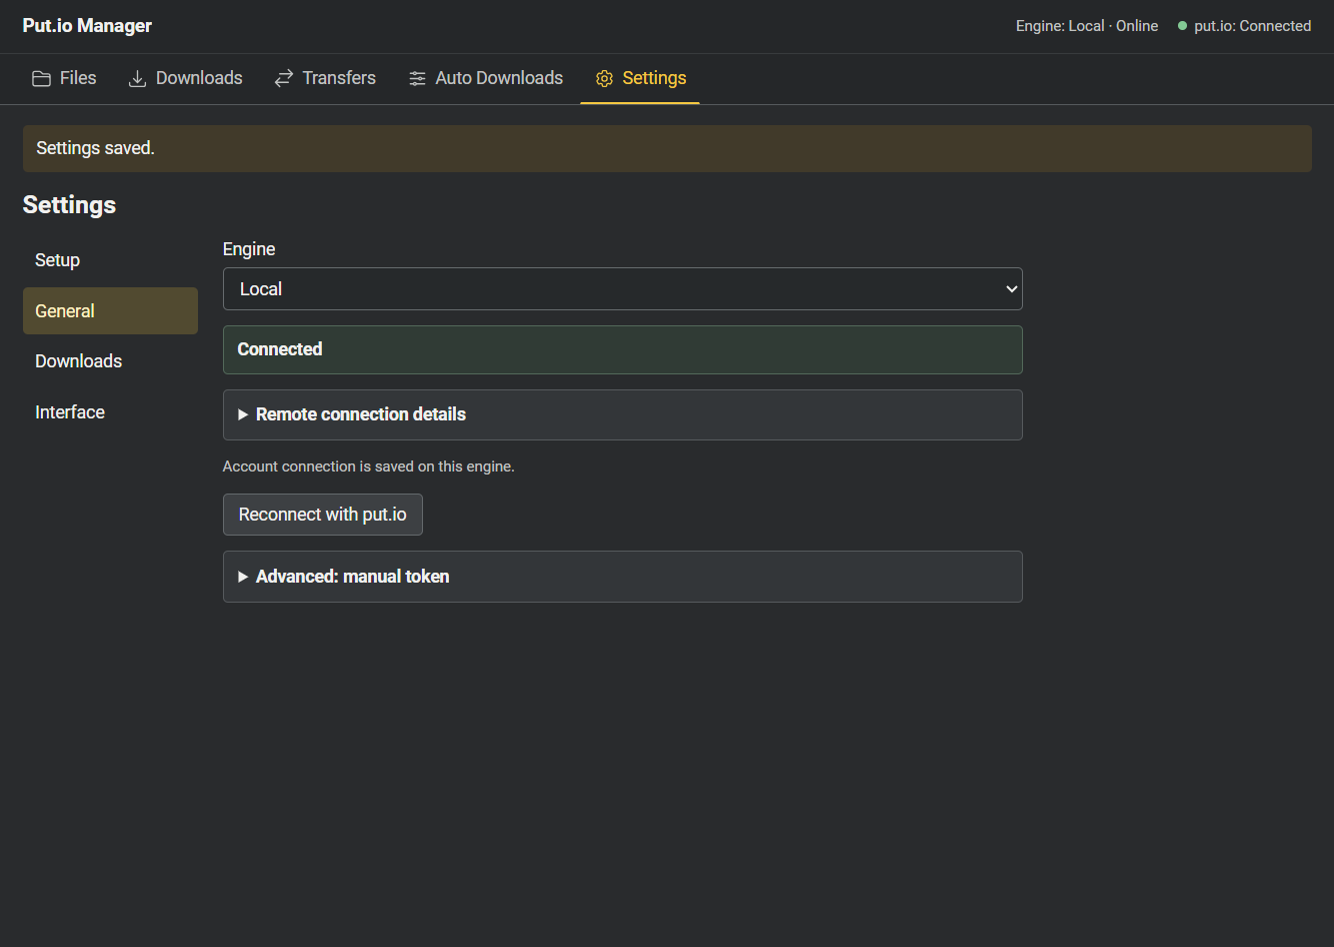 Put.io Manager
Engine: Local · Online
put.io: Connected
Files
Downloads
Transfers
Auto Downloads
Settings
Settings saved.
Settings
Setup
General
Downloads
Interface
Engine
Local
Connected
Remote connection details
Account connection is saved on this engine.
Reconnect with put.io
Advanced: manual token